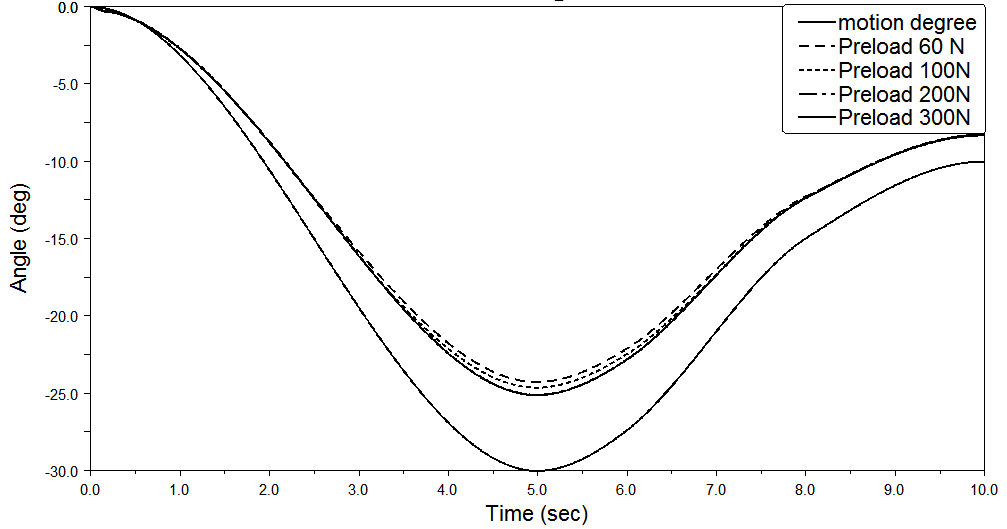 motion degree
Preload 60 N
Preload 100N
Preload 200N
Preload 300N
Angle (deg)
0.0
-5.0
-10.0
-15.0
-20.0
-25.0
-30.0
0.0 1.0 2.0 3.0 4.0 5.0 6.0 7.0 8.0 9.0 10.0
Time (sec)